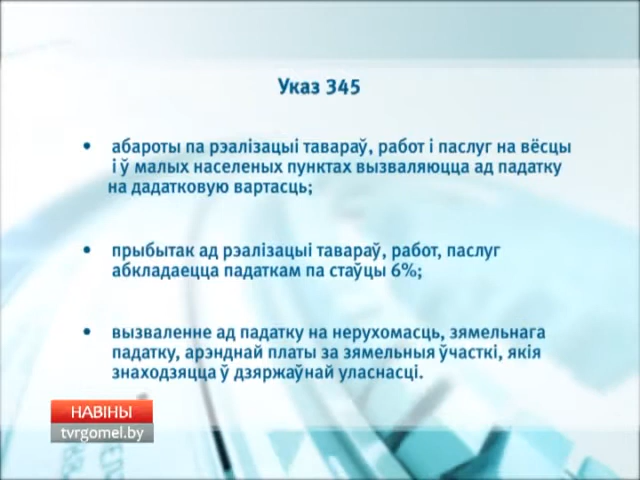 Указ 345
• абароты па рэалізацыі тавараў, работ і паслуг на вёсцы
і ў малых населеных пунктах вызваляюцца ад падатку
на дадатковую вартасць;
• прыбытак ад рэалізацыі тавараў, работ, паслуг
абкладаецца падаткам па стаўцы 6%;
• вызваленне ад падатку на нерухомасць, зямельнага
падатку, арэнднай платы за зямельныя ўчасткі, якія
знаходзяцца ў дзяржаўнай уласнасці.
НАВІНЫ
tvrgomel.by